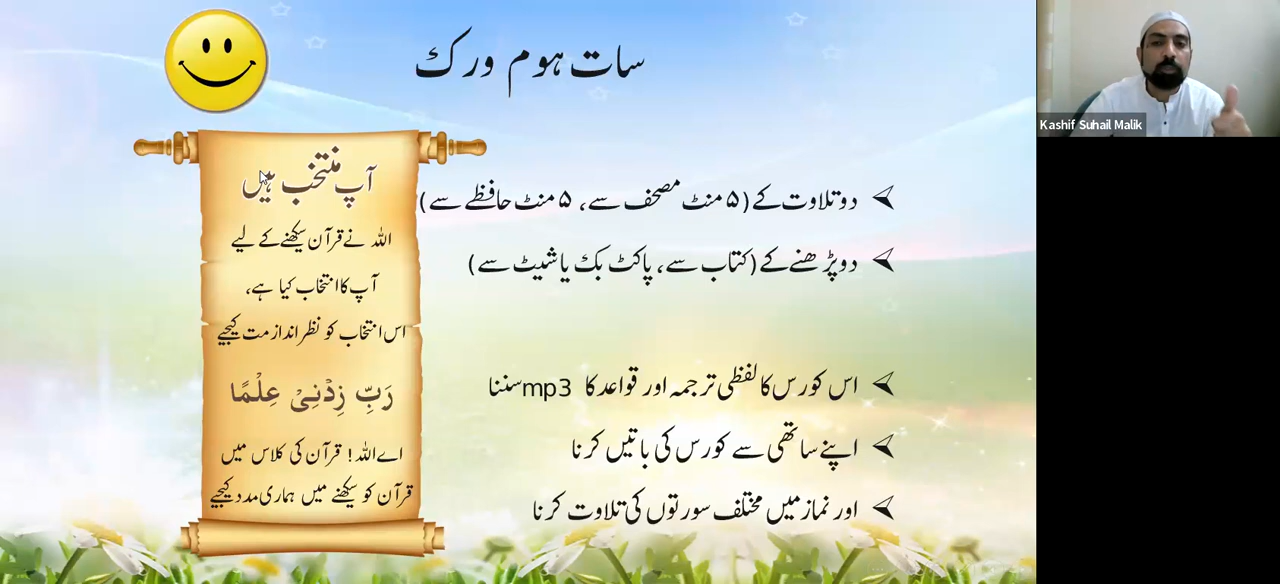 سات ہوم ورک
آپ منتخب ہیں
اللہ نے قرآن سیکھنے کے لیے
آپ کا انتخاب کیا ہے،
اس انتخاب کو نظر انداز مت کیجیے
رَبِّ زِدْنِیْ عِلْمًا
اے اللہ! قرآن کی کلاس میں
قرآن کو سیکھنے میں ہماری مدد کیجیے
دو تلاوت کے (۵ منٹ مصحف سے، ۵ منٹ حافظے سے)
دو پڑھنے کے (کتاب سے، پاکٹ بک یا شیٹ سے)
اس کورس کا لفظی ترجمہ اور قواعد کا mp3 سننا
اپنے ساتھی سے کورس کی باتیں کرنا
اور نماز میں مختلف سورتوں کی تلاوت کرنا
Kashif Suhail Malik